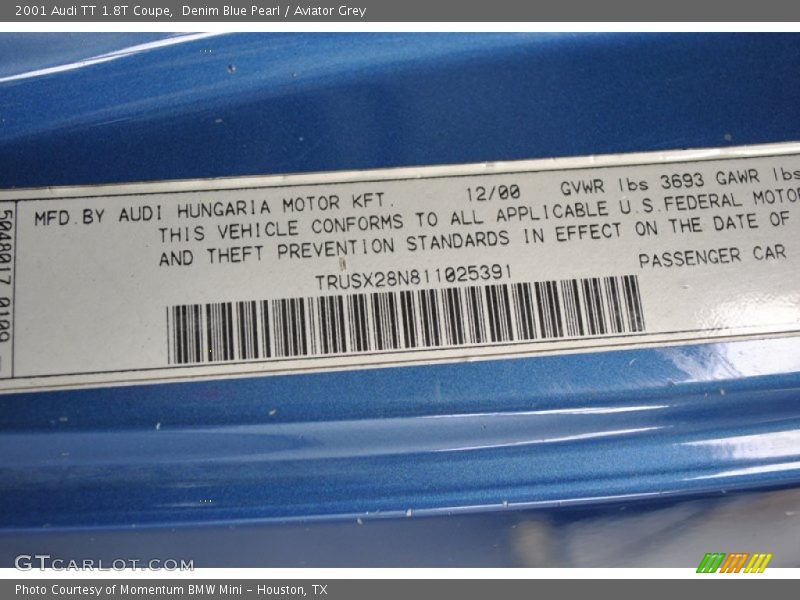 2001 Audi TT 1.8T Coupe, Denim Blue Pearl / Aviator Grey
MFD.BY AUDI HUNGARIA MOTOR KFT. 12/00 GVWR lbs 3693 GAWR lbs
THIS VEHICLE CONFORMS TO ALL APPLICABLE U.S.FEDERAL MOTOR
AND THEFT PREVENTION STANDARDS IN EFFECT ON THE DATE OF
PASSENGER CAR
TRUSX28N811025391
5048017 0109
GTCARLOT.COM
Photo Courtesy of Momentum BMW Mini - Houston, TX